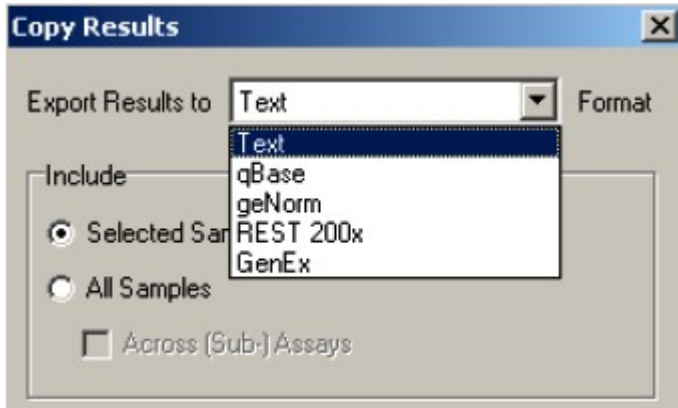 Copy Results
Export Results to Text Format
Text
qBase
Include
geNorm
Selected Sar REST 200x
GenEx
All Samples
Across (Sub-) Assays